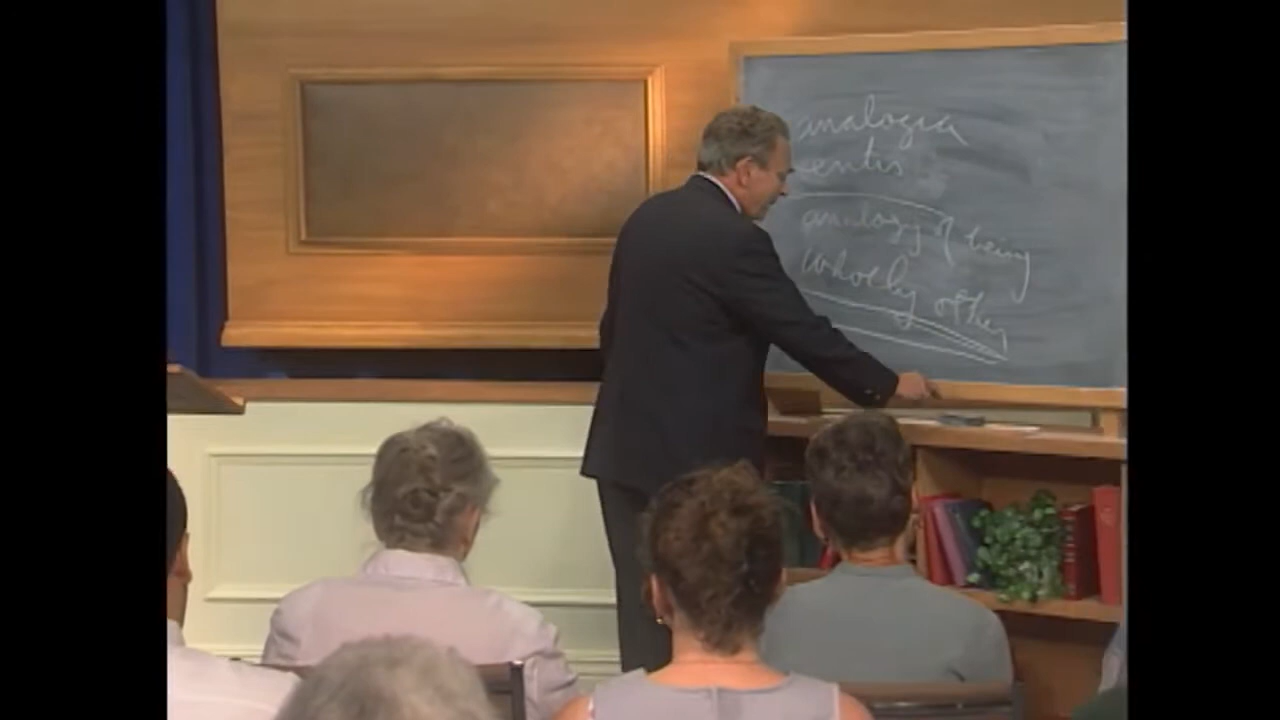 analogia
entis
analogy of being
wholly other